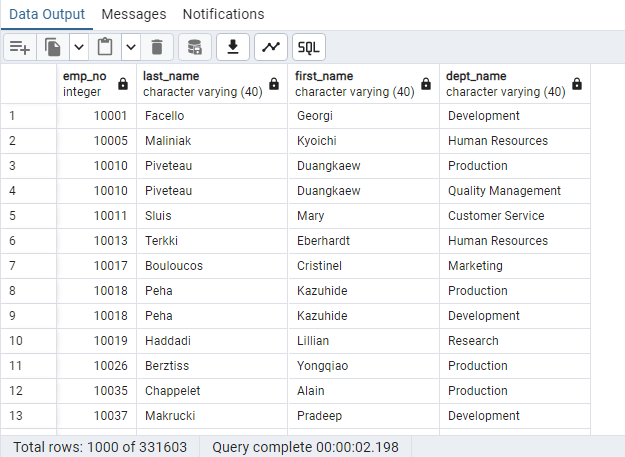 Data Output Messages Notifications
SQL
emp_no last_name first_name dept_name
integer character varying (40) character varying (40) character varying (40)
1 10001 Facello Georgi Development
2 10005 Maliniak Kyoichi Human Resources
3 10010 Piveteau Duangkaew Production
4 10010 Piveteau Duangkaew Quality Management
5 10011 Sluis Mary Customer Service
6 10013 Terkki Eberhardt Human Resources
7 10017 Bouloucos Cristinel Marketing
8 10018 Peha Kazuhide Production
9 10018 Peha Kazuhide Development
10 10019 Haddadi Lillian Research
11 10026 Berztiss Yongqiao Production
12 10035 Chappelet Alain Production
13 10037 Makrucki Pradeep Development
Total rows: 1000 of 331603 Query complete 00:00:02.198